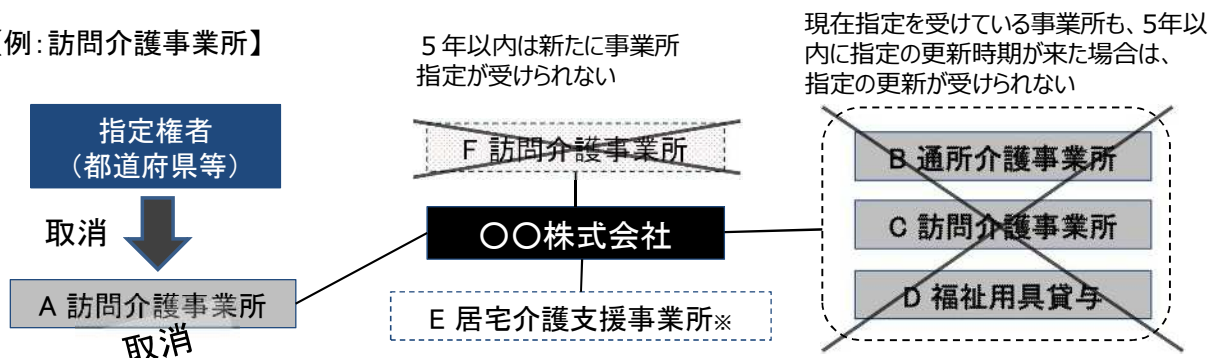 例：訪問介護事業所】
５年以内は新たに事業所
指定が受けられない
現在指定を受けている事業所も、5年以
内に指定の更新時期が来た場合は、
指定の更新が受けられない
指定権者
（都道府県等）
取消
A 訪問介護事業所
取消
F 訪問介護事業所
〇〇株式会社
E 居宅介護支援事業所※
B 通所介護事業所
C 訪問介護事業所
D 福祉用具貸与